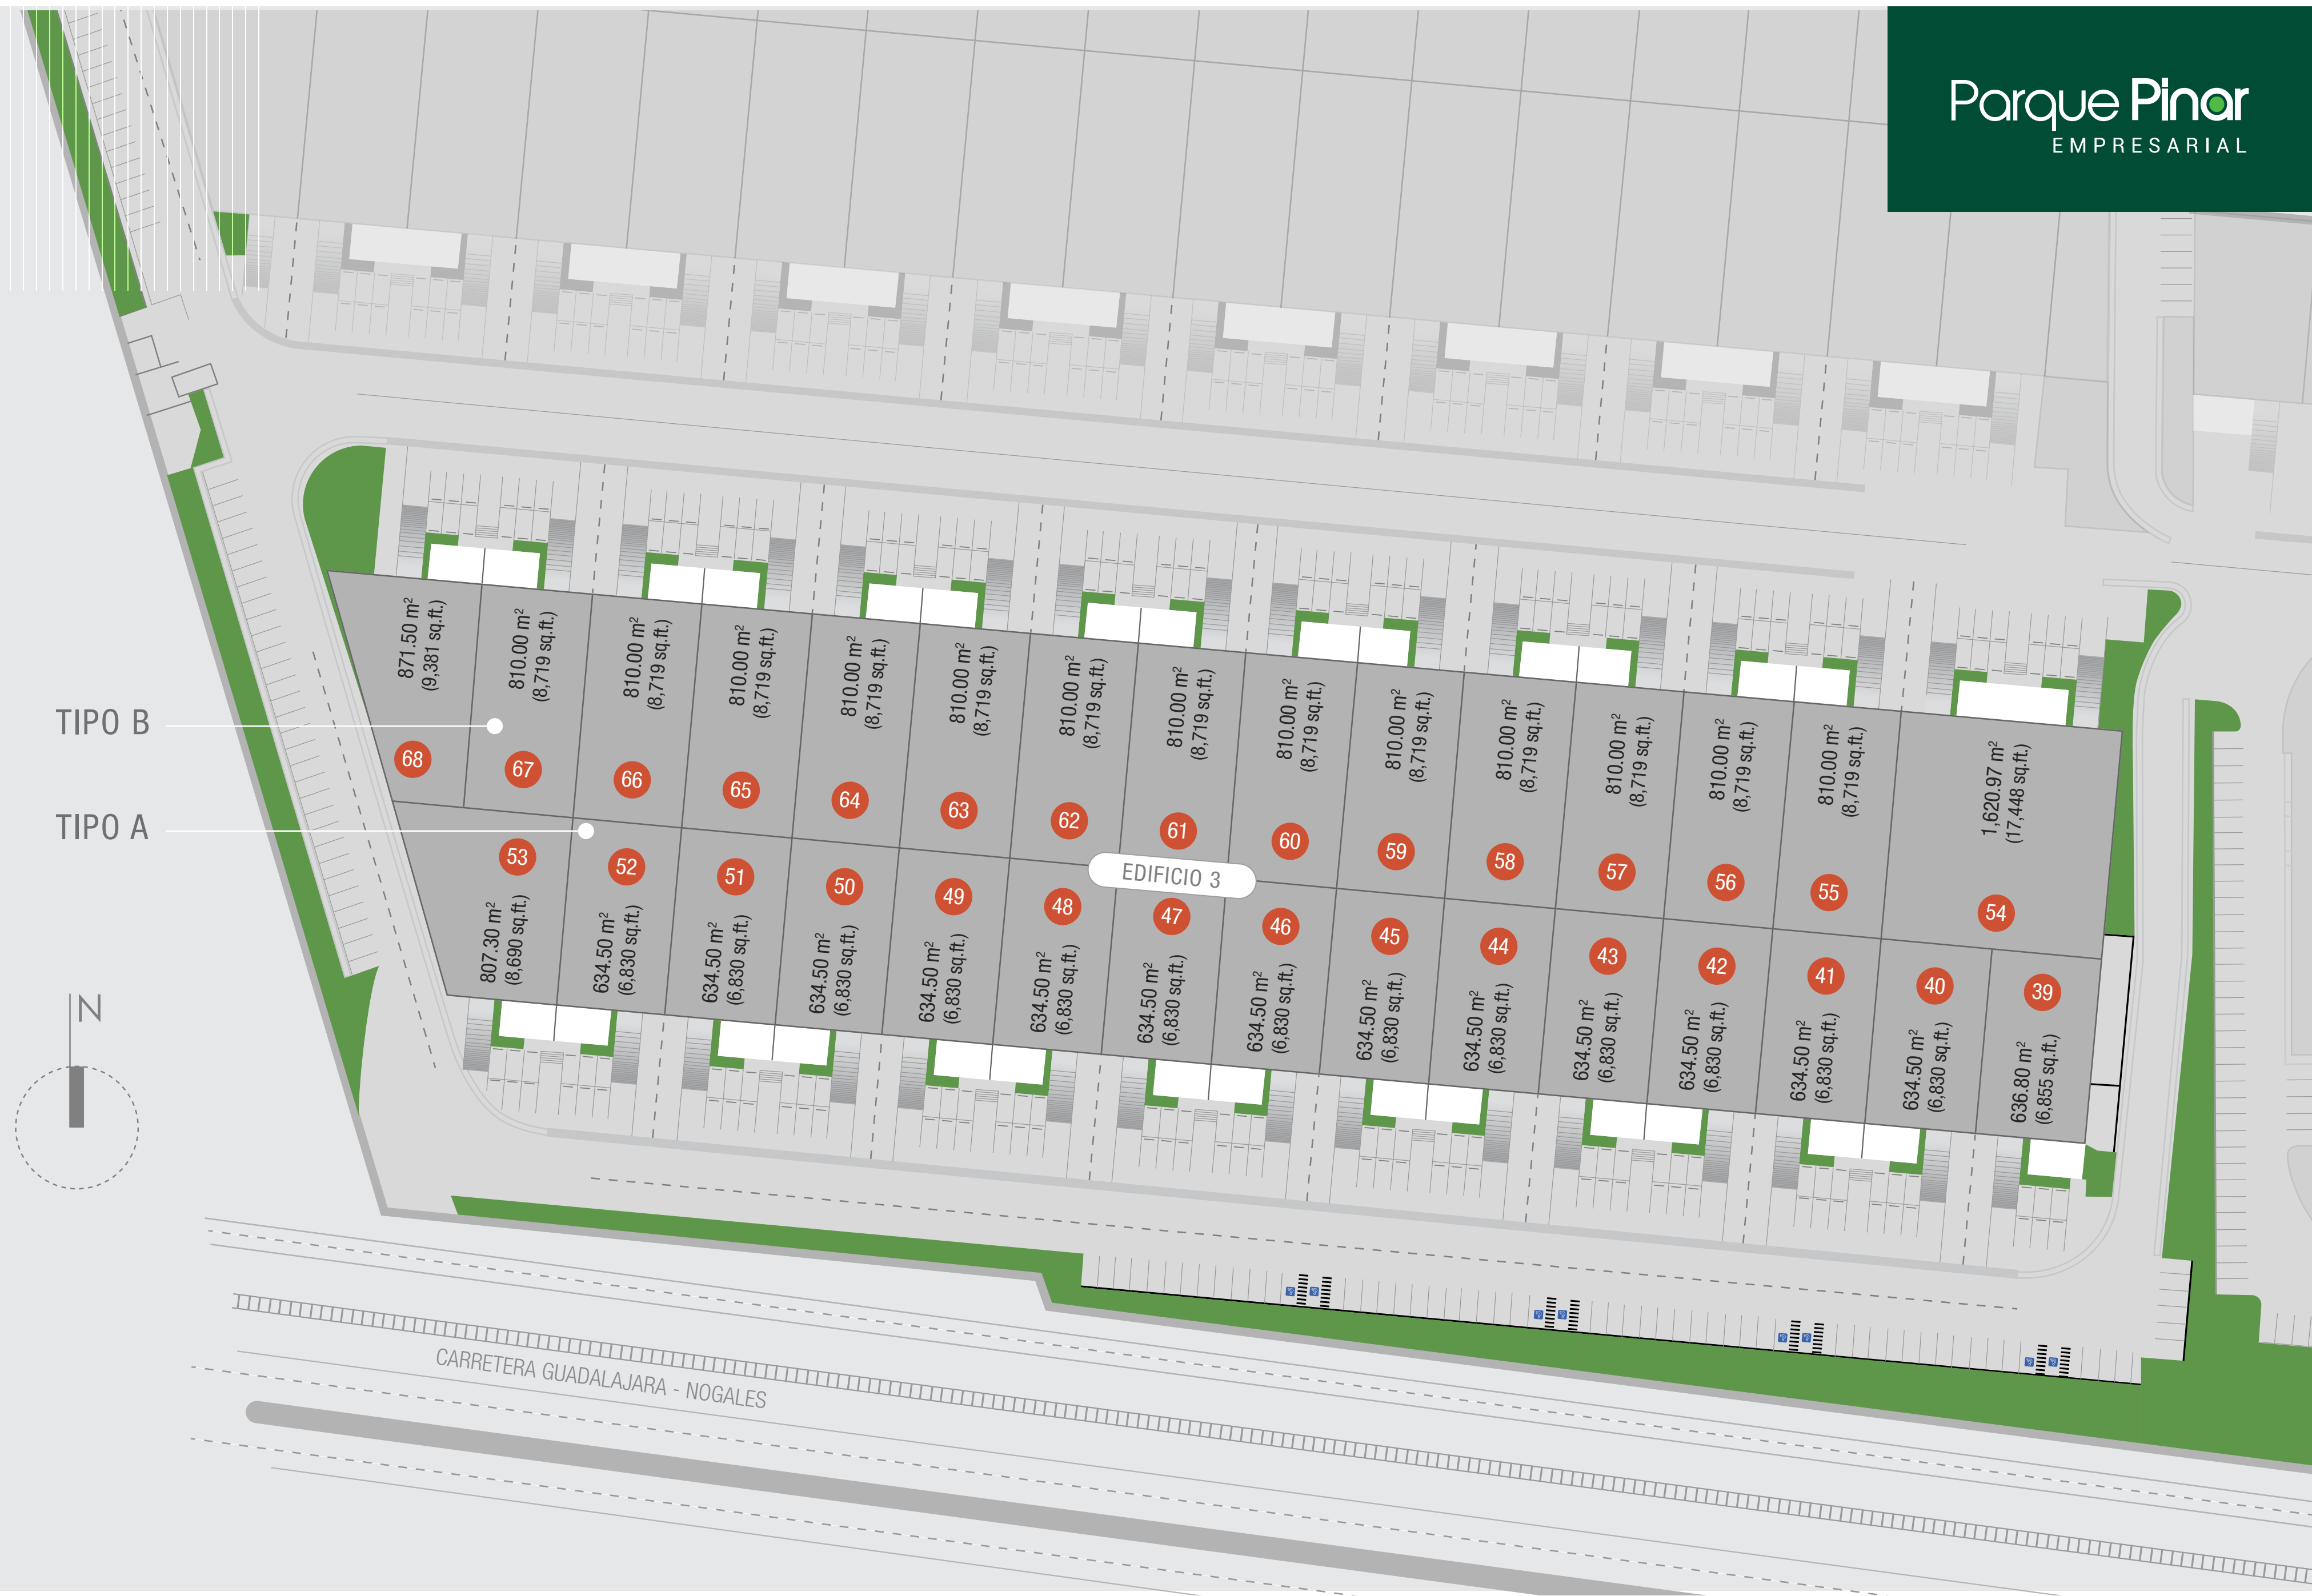 Parque Pinar
EMPRESARIAL
871.50 m²
(9,381 sq.ft.)
68
810.00 m²
(8,719 sq.ft.)
67
810.00 m²
(8,719 sq.ft.)
66
810.00 m²
(8,719 sq.ft.)
65
810.00 m²
(8,719 sq.ft.)
64
810.00 m²
(8,719 sq.ft.)
63
810.00 m²
(8,719 sq.ft.)
62
810.00 m²
(8,719 sq.ft.)
61
810.00 m²
(8,719 sq.ft.)
60
810.00 m²
(8,719 sq.ft.)
59
810.00 m²
(8,719 sq.ft.)
58
810.00 m²
(8,719 sq.ft.)
57
810.00 m²
(8,719 sq.ft.)
56
810.00 m²
(8,719 sq.ft.)
55
1,620.97 m²
(17,448 sq.ft.)
54
TIPO B
TIPO A
EDIFICIO 3
53
807.30 m²
(8,690 sq.ft.)
52
634.50 m²
(6,830 sq.ft.)
51
634.50 m²
(6,830 sq.ft.)
50
634.50 m²
(6,830 sq.ft.)
49
634.50 m²
(6,830 sq.ft.)
48
634.50 m²
(6,830 sq.ft.)
47
634.50 m²
(6,830 sq.ft.)
46
634.50 m²
(6,830 sq.ft.)
45
634.50 m²
(6,830 sq.ft.)
44
634.50 m²
(6,830 sq.ft.)
43
634.50 m²
(6,830 sq.ft.)
42
634.50 m²
(6,830 sq.ft.)
41
634.50 m²
(6,830 sq.ft.)
40
634.50 m²
(6,830 sq.ft.)
39
636.80 m²
(6,855 sq.ft.)
N
CARRETERA GUADALAJARA - NOGALES